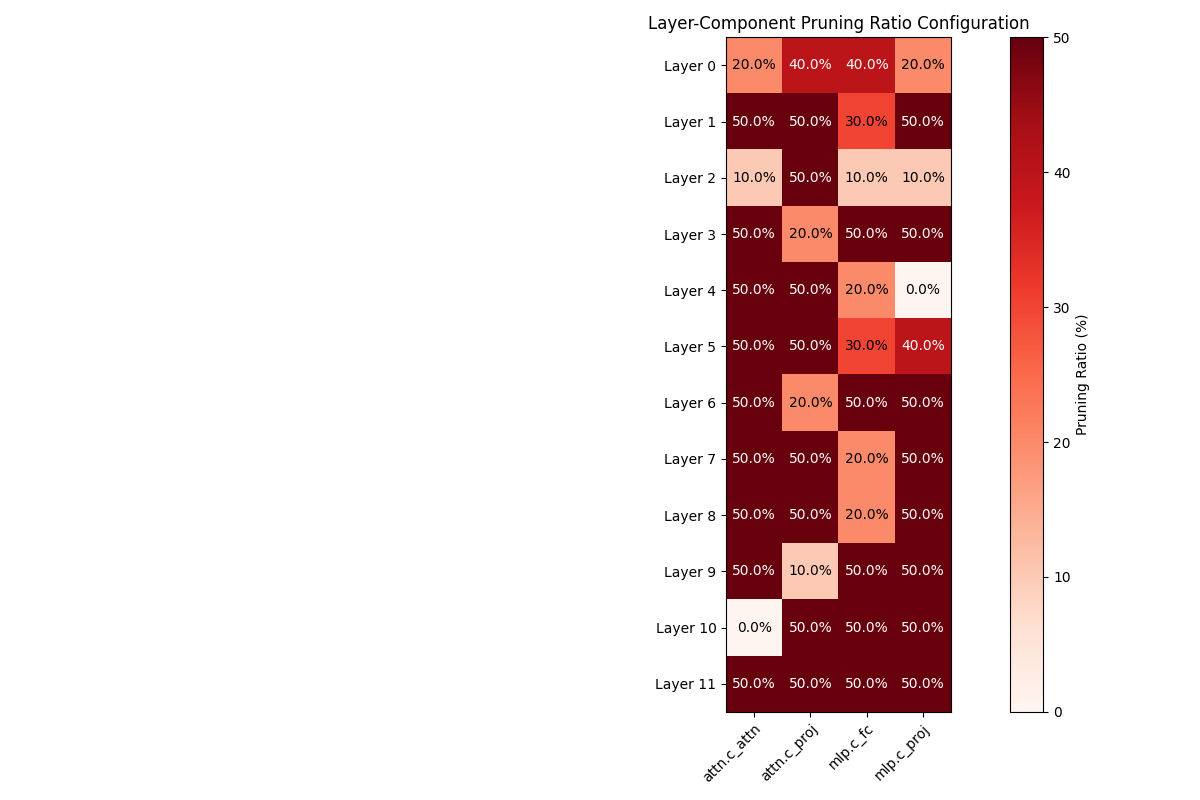 Layer-Component Pruning Ratio Configuration
Layer 0 20.0% 40.0% 40.0% 20.0%
Layer 1 50.0% 50.0% 30.0% 50.0%
Layer 2 10.0% 50.0% 10.0% 10.0%
Layer 3 50.0% 20.0% 50.0% 50.0%
Layer 4 50.0% 50.0% 20.0% 0.0%
Layer 5 50.0% 50.0% 30.0% 40.0%
Layer 6 50.0% 20.0% 50.0% 50.0%
Layer 7 50.0% 50.0% 20.0% 50.0%
Layer 8 50.0% 50.0% 20.0% 50.0%
Layer 9 50.0% 10.0% 50.0% 50.0%
Layer 10 0.0% 50.0% 50.0% 50.0%
Layer 11 50.0% 50.0% 50.0% 50.0%
attn.c_attn attn.c_proj mlp.c_fc mlp.c_proj
50
40
30
20
10
0
Pruning Ratio (%)